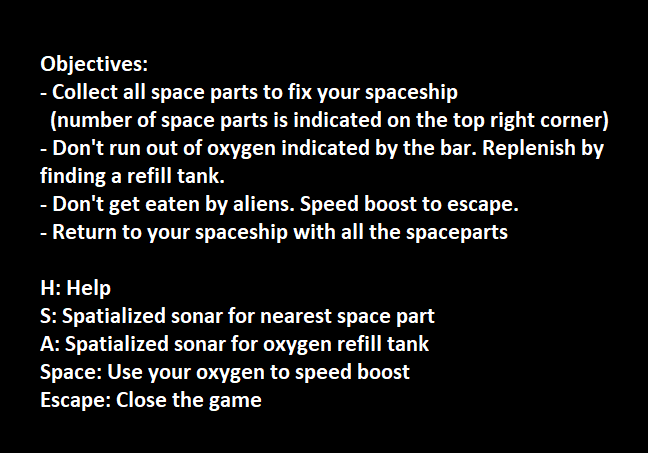 Objectives:
- Collect all space parts to fix your spaceship
(number of space parts is indicated on the top right corner)
- Don't run out of oxygen indicated by the bar. Replenish by
finding a refill tank.
- Don't get eaten by aliens. Speed boost to escape.
- Return to your spaceship with all the spaceparts
H: Help
S: Spatialized sonar for nearest space part
A: Spatialized sonar for oxygen refill tank
Space: Use your oxygen to speed boost
Escape: Close the game